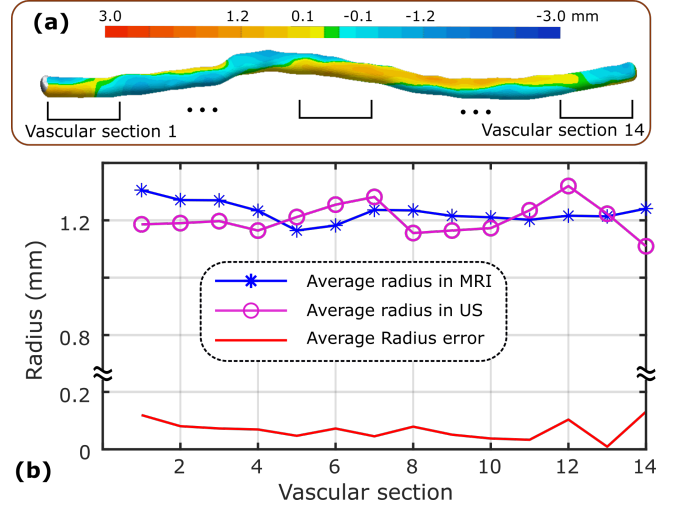 (a)
3.0 1.2 0.1 -0.1 -1.2 -3.0 mm
Vascular section 1
Vascular section 14
Radius (mm)
1.2
0.8
0.2
0
Average radius in MRI
Average radius in US
Average Radius error
2 4 6 8 10 12 14
Vascular section
(b)